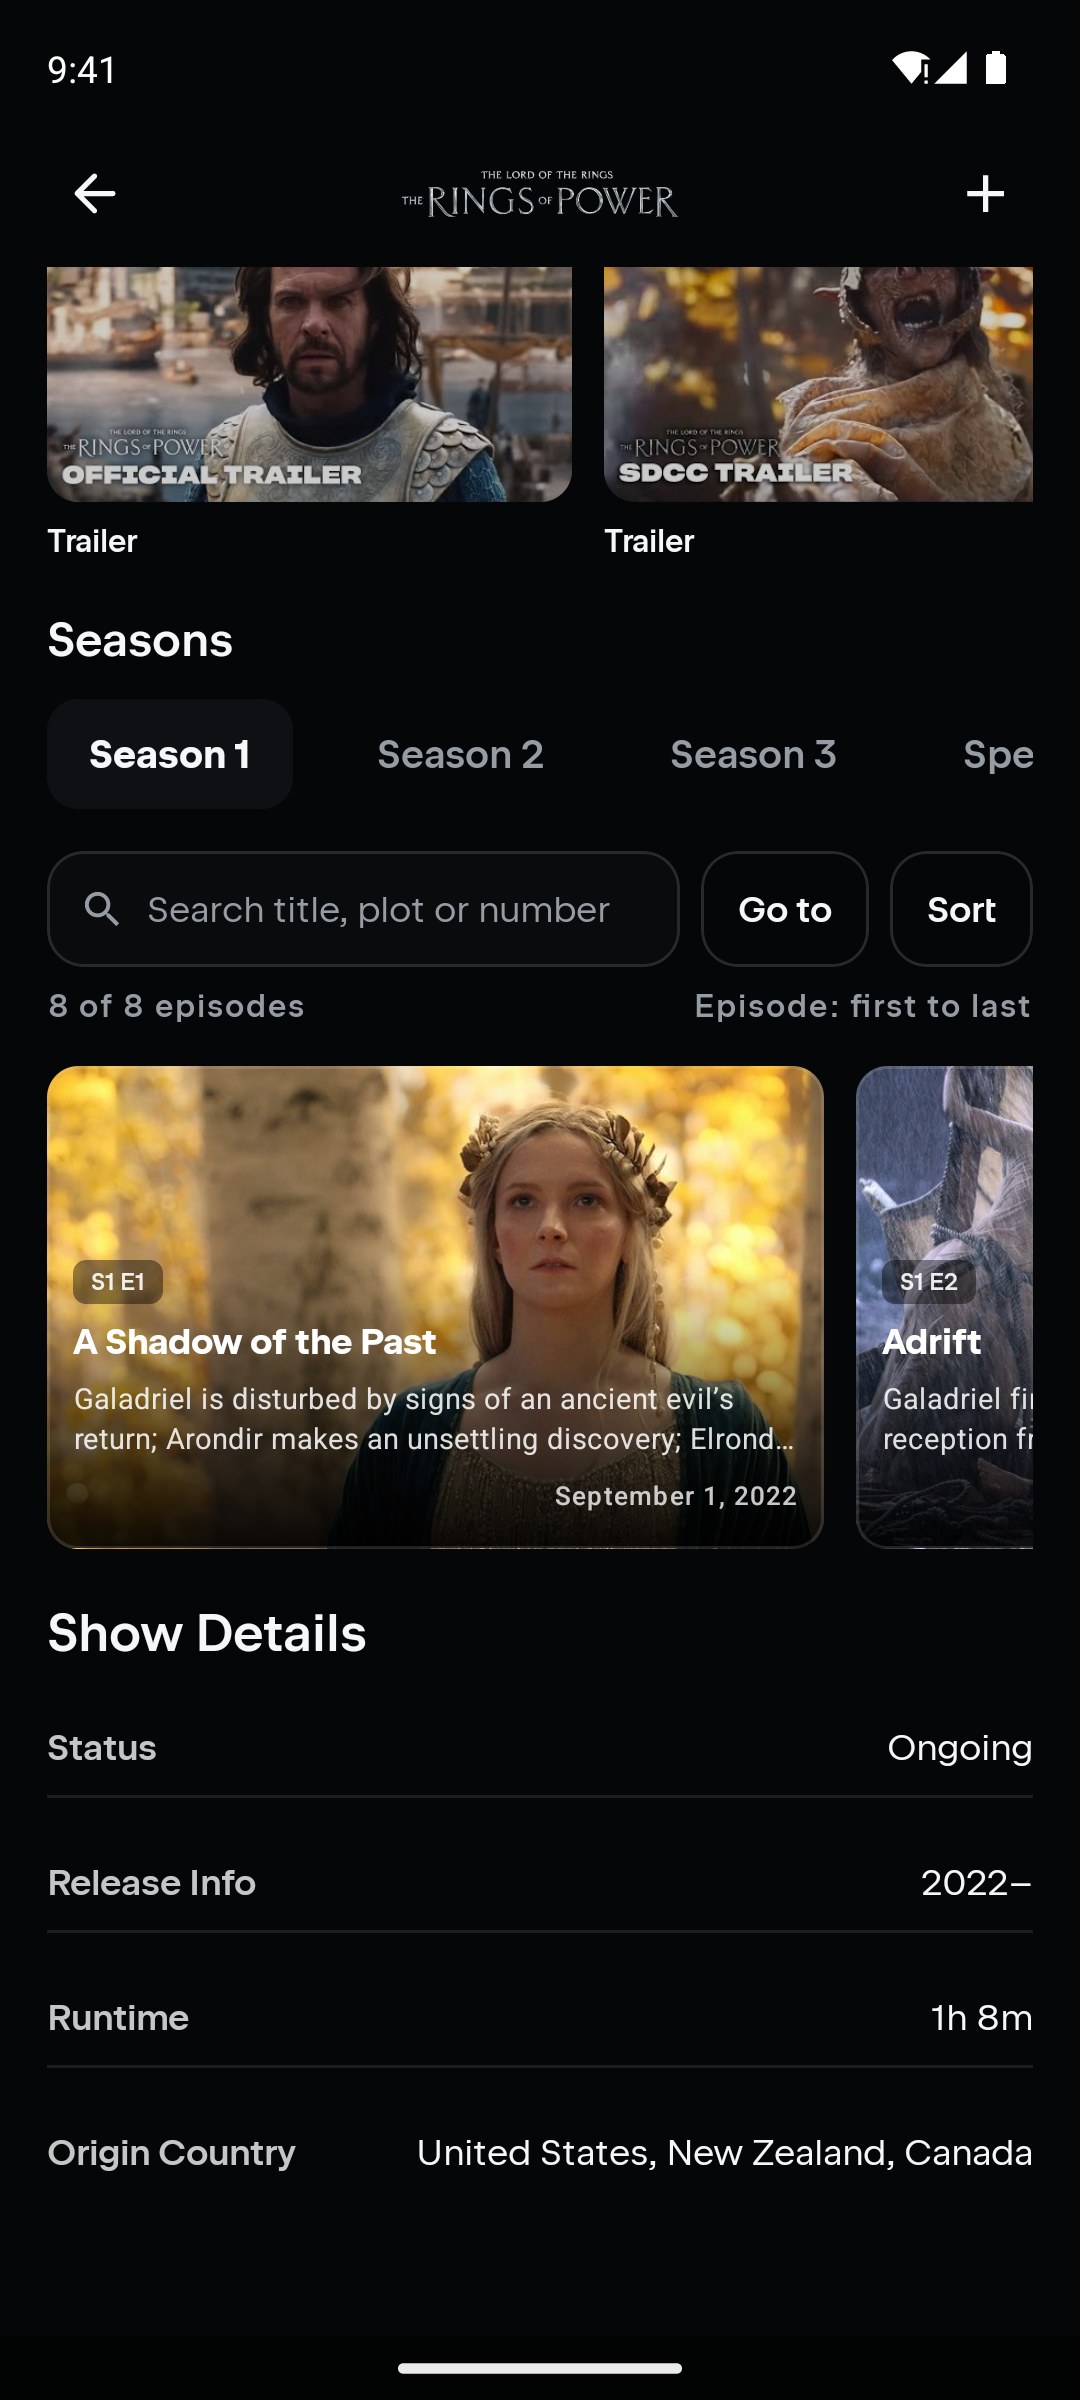 9:41
THE LORD OF THE RINGS
THE RINGS OF POWER
THE LORD OF THE RINGS
THE RINGS OF POWER
OFFICIAL TRAILER
THE LORD OF THE RINGS
THE RINGS OF POWER
SDCC TRAILER
Trailer
Trailer
Seasons
Season 1
Season 2
Season 3
Spe
Search title, plot or number
Go to
Sort
8 of 8 episodes
Episode: first to last
S1 E1
A Shadow of the Past
Galadriel is disturbed by signs of an ancient evil’s
return; Arondir makes an unsettling discovery; Elrond…
September 1, 2022
S1 E2
Adrift
Galadriel fi
reception fr
Show Details
Status
Ongoing
Release Info
2022–
Runtime
1h 8m
Origin Country
United States, New Zealand, Canada